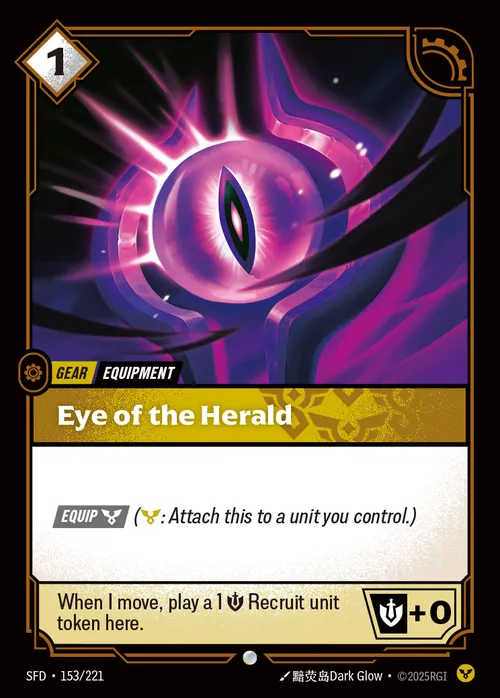 1
GEAR EQUIPMENT
Eye of the Herald
EQUIP (: Attach this to a unit you control.)
When I move, play a 1 Recruit unit
token here.
+0
SFD • 153/221
黯荧岛Dark Glow • ©2025RGI